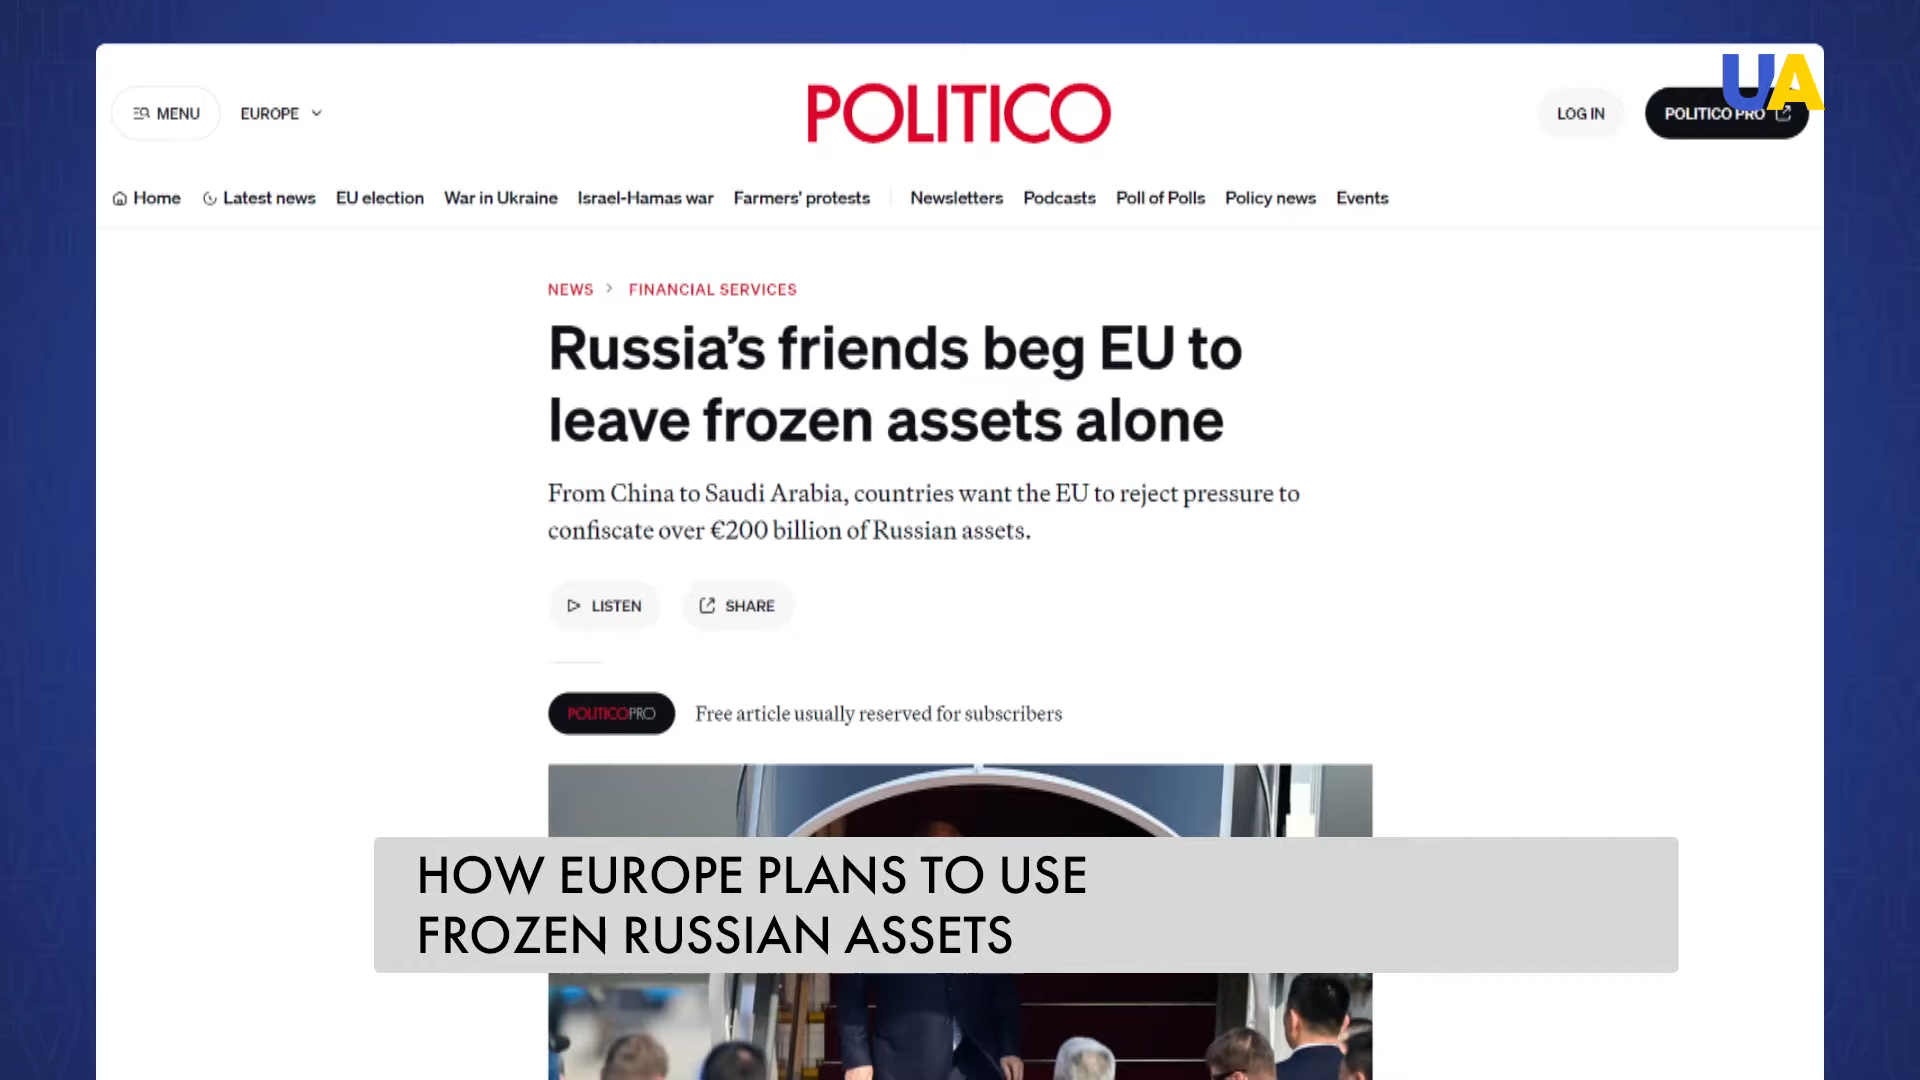 UA
MENU
EUROPE
POLITICO
LOG IN
POLITICO PRO
Home
Latest news
EU election
War in Ukraine
Israel-Hamas war
Farmers' protests
Newsletters
Podcasts
Poll of Polls
Policy news
Events
NEWS > FINANCIAL SERVICES
Russia’s friends beg EU to
leave frozen assets alone
From China to Saudi Arabia, countries want the EU to reject pressure to
confiscate over €200 billion of Russian assets.
LISTEN
SHARE
POLITICOPRO
Free article usually reserved for subscribers
HOW EUROPE PLANS TO USE
FROZEN RUSSIAN ASSETS